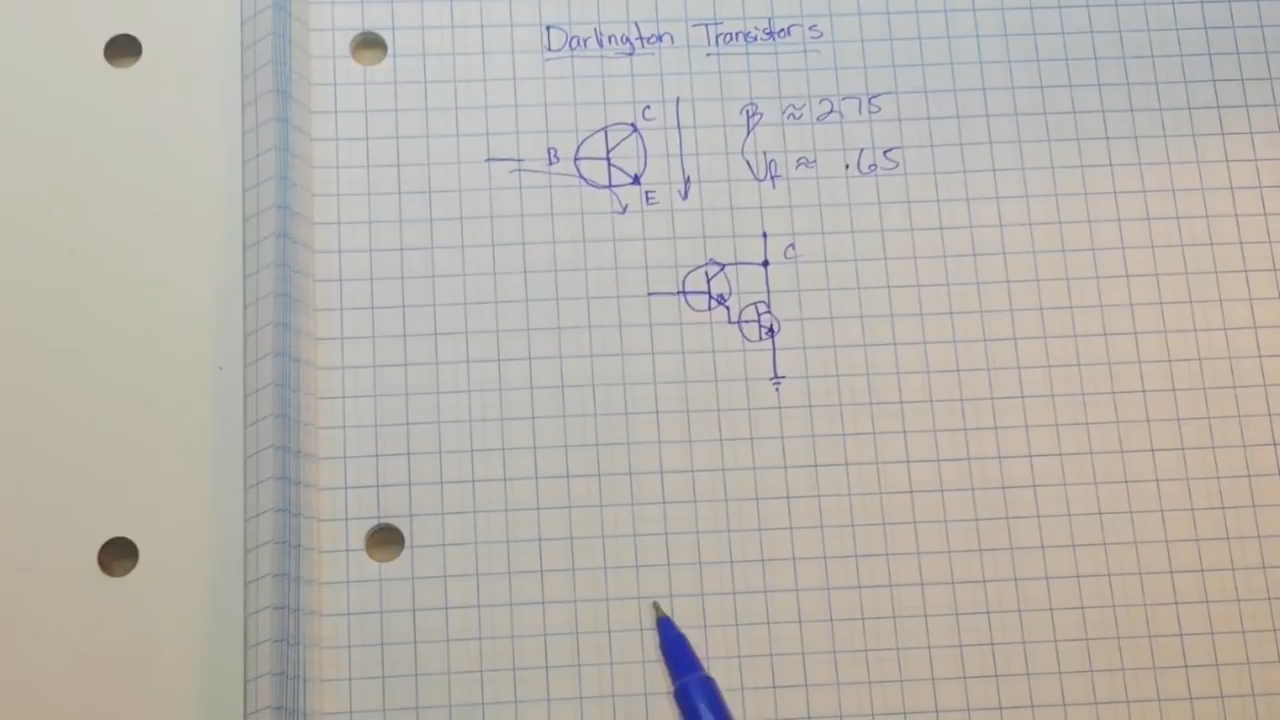 Darlington Transistors
C
B
E
β ≈ 275
Vf ≈ .65
C